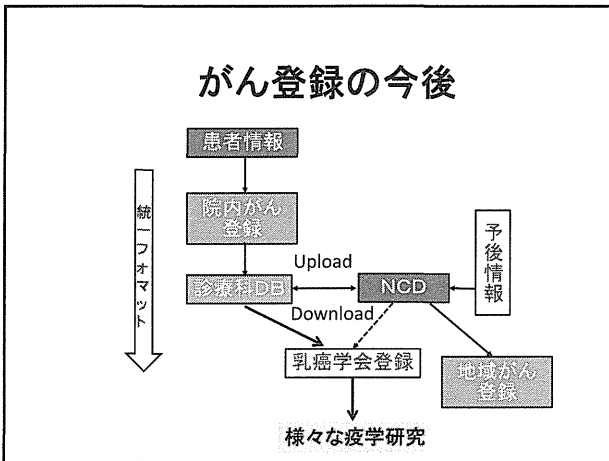 がん登録の今後
患者情報
院内がん
登録
統一フォマット
Upload
診療科DB
NCD
予後情報
Download
乳癌学会登録
地域がん
登録
様々な疫学研究